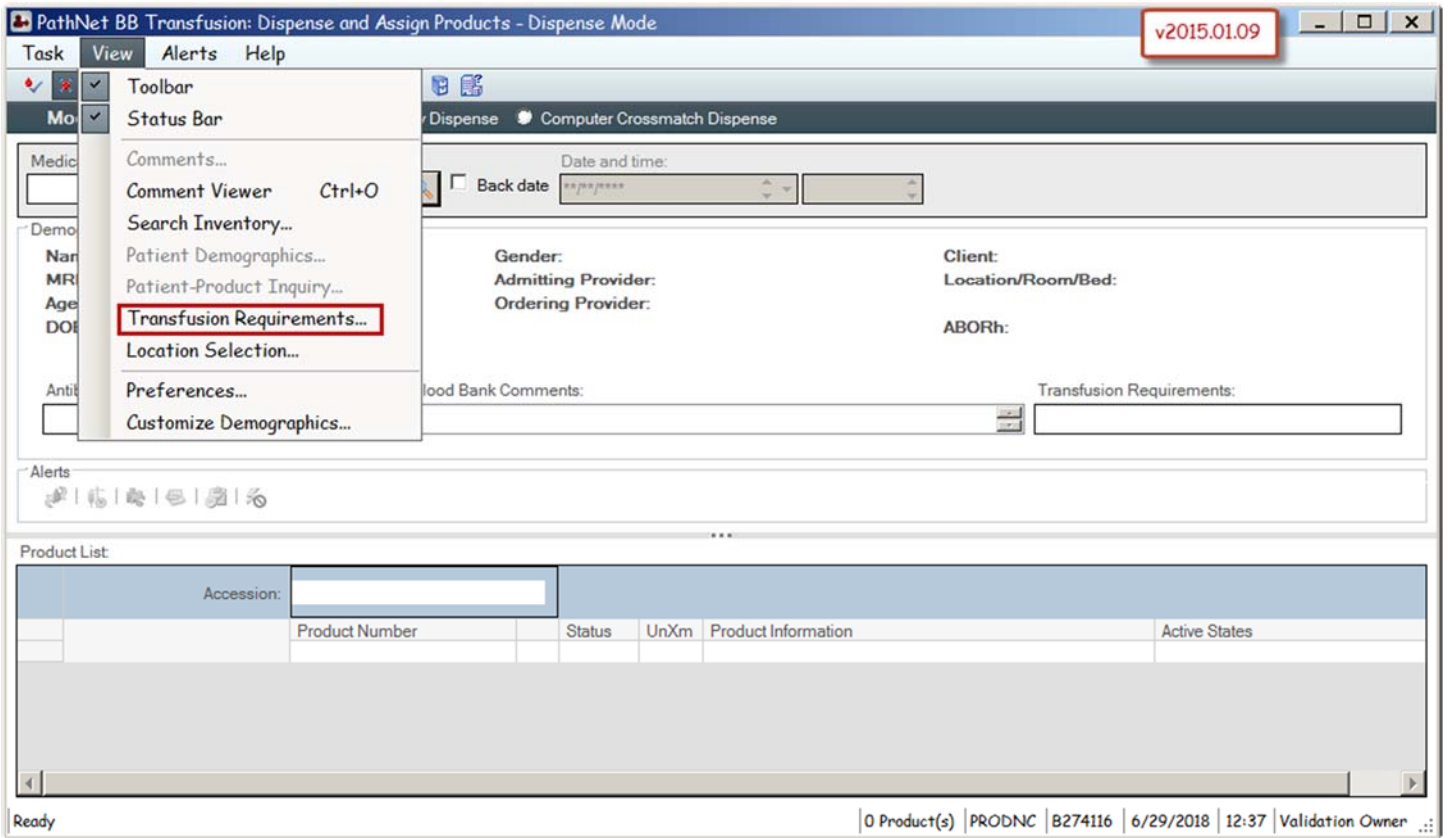 PathNet BB Transfusion: Dispense and Assign Products - Dispense Mode
v2015.01.09
Task View Alerts Help
Toolbar
Status Bar
Comments...
Comment Viewer Ctrl+O
Search Inventory...
Patient Demographics...
Patient-Product Inquiry...
Transfusion Requirements...
Location Selection...
Preferences...
Customize Demographics...
Dispense Computer Crossmatch Dispense
Date and time:
Back date **/**/****
Gender: Client:
Admitting Provider: Location/Room/Bed:
Age
Ordering Provider:
ABORh:
Bank Comments: Transfusion Requirements:
Alerts
Product List:
Accession:
Product Number Status UnXm Product Information Active States
Ready 0 Product(s) PRODNC B274116 6/29/2018 12:37 Validation Owner